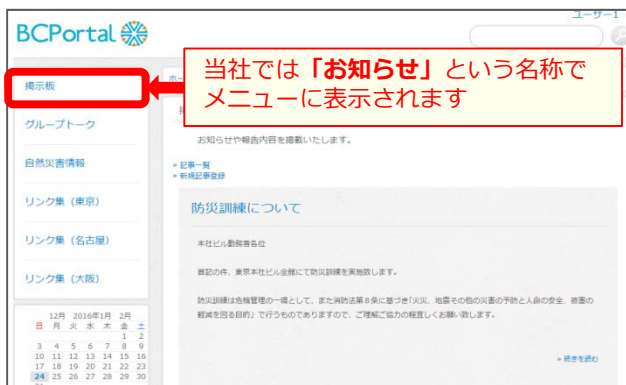 ユーザー1
BCPortal
当社では「お知らせ」という名称で
メニューに表示されます
掲示板
グループトーク
自然災害情報
リンク集（東京）
リンク集（名古屋）
リンク集（大阪）
12月 2016年1月 2月
日 月 火 水 木 金 土
1 2
3 4 5 6 7 8 9
10 11 12 13 14 15 16
17 18 19 20 21 22 23
24 25 26 27 28 29 30
お知らせや報告内容を掲載いたします。
» 記事一覧
» 新規記事登録
防災訓練について
本社ビル勤務者各位
首記の件、東京本社ビル全館にて防災訓練を実施致します。
防災訓練は危機管理の一環として、また消防法第8条に基づき「火災、地震その他の災害の予防と人命の安全、被害の
軽減を図る目的」で行うものでありますので、ご理解ご協力の程宜しくお願い致します。
» 続きを読む